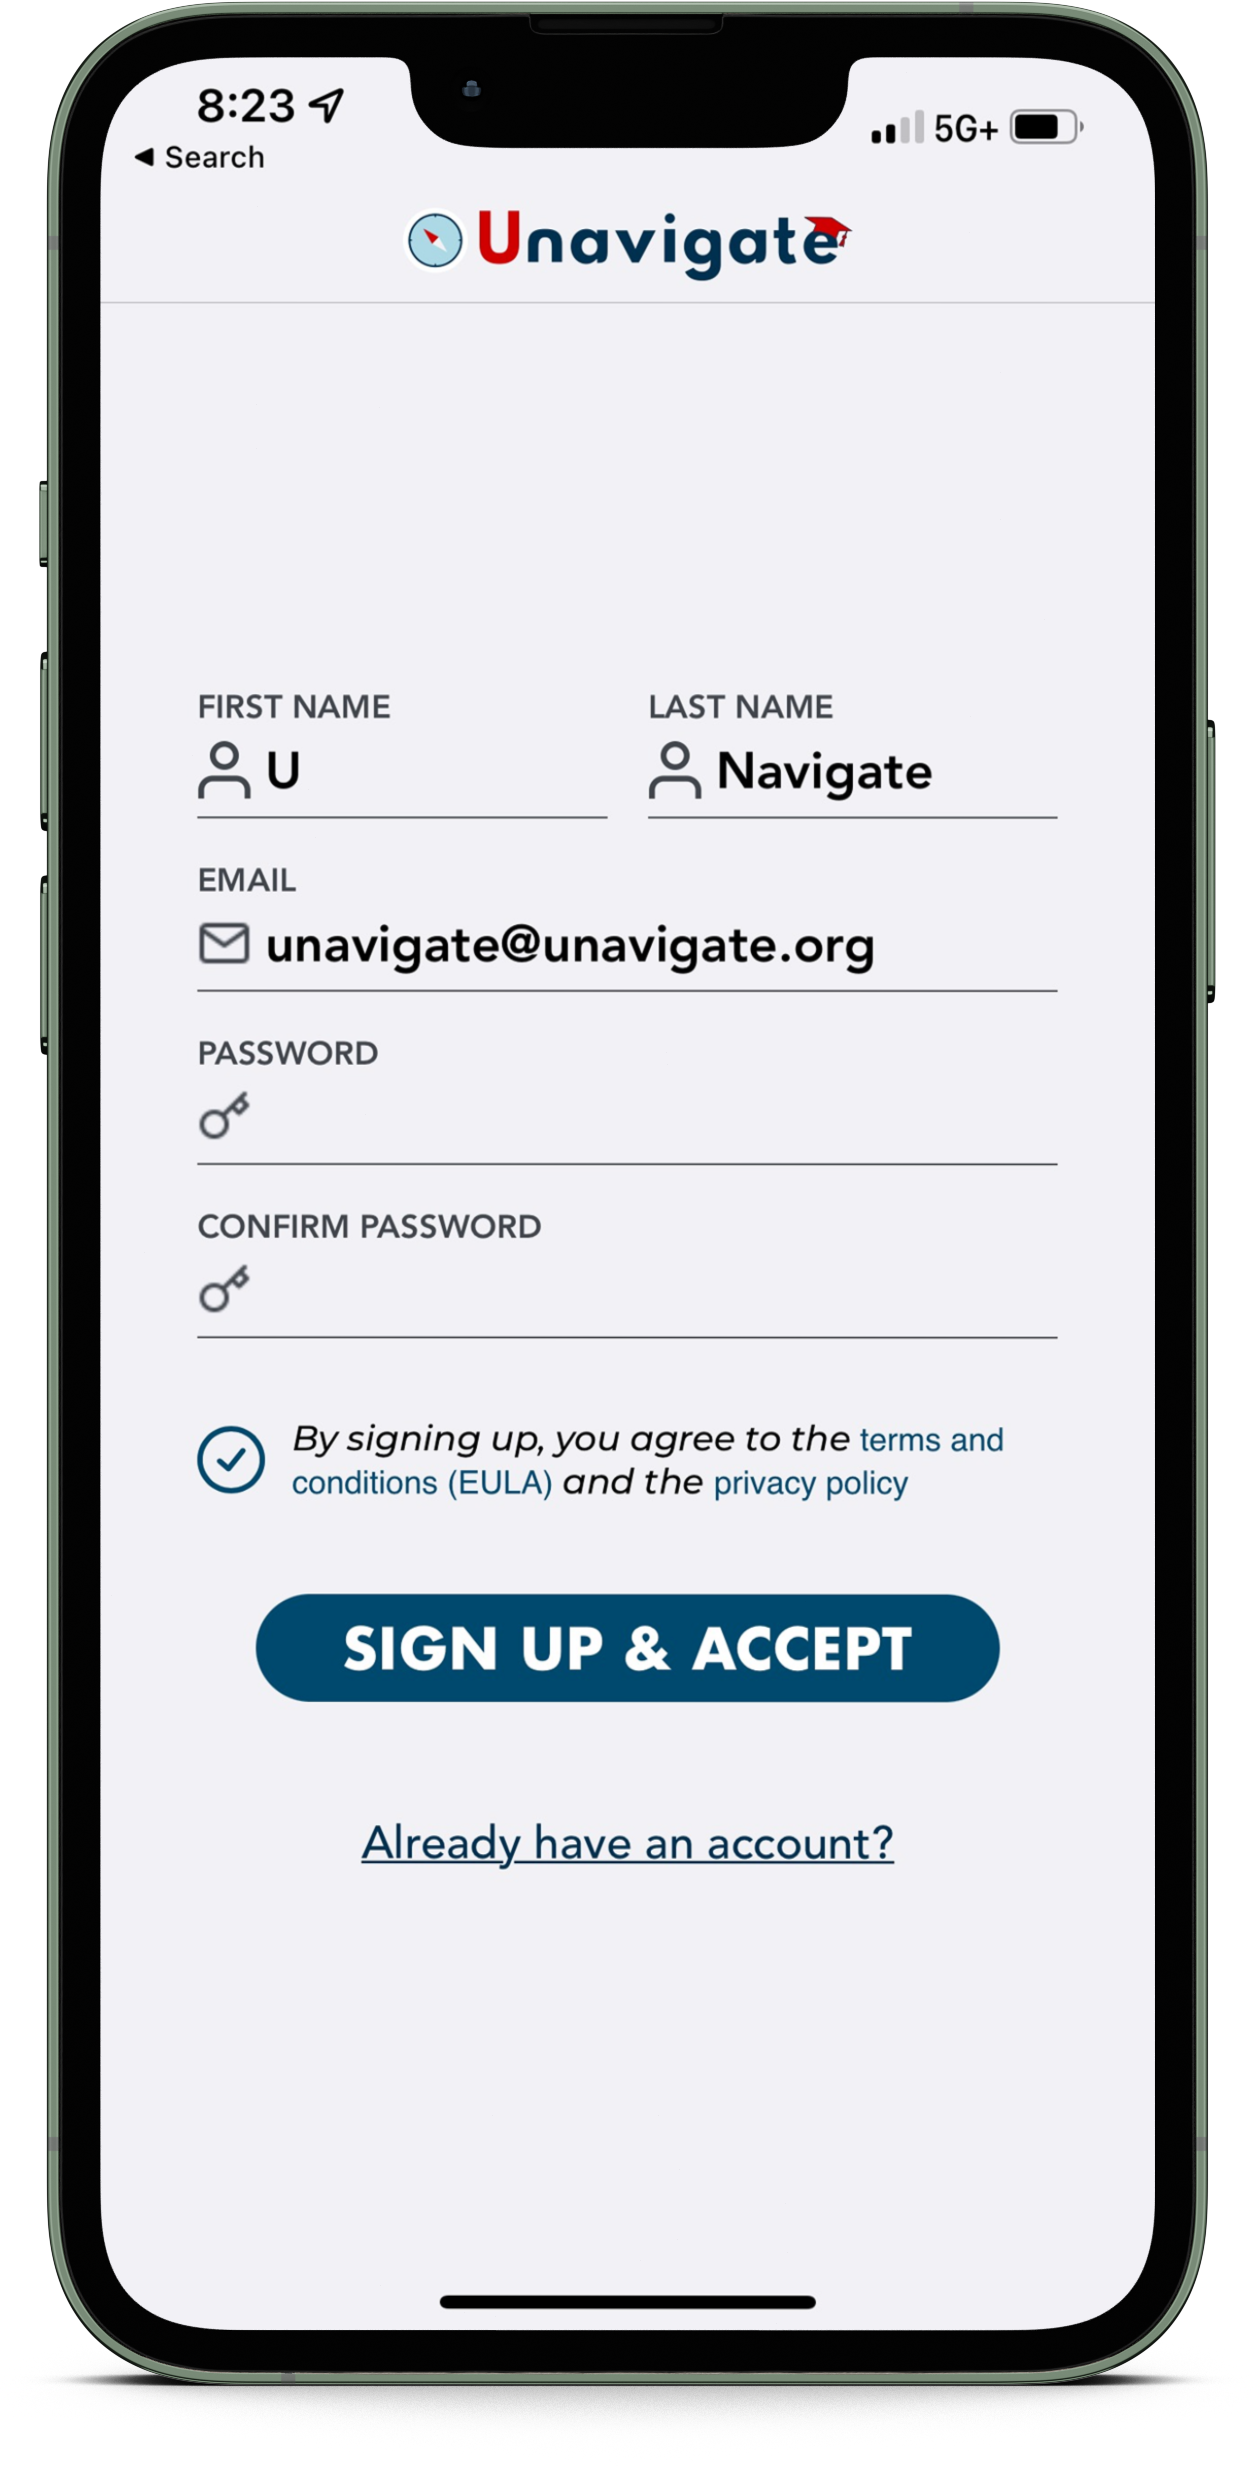 8:23
5G+
◀ Search
Unavigate
FIRST NAME
LAST NAME
U
Navigate
EMAIL
unavigate@unavigate.org
PASSWORD
CONFIRM PASSWORD
By signing up, you agree to the terms and
conditions (EULA) and the privacy policy
SIGN UP & ACCEPT
Already have an account?